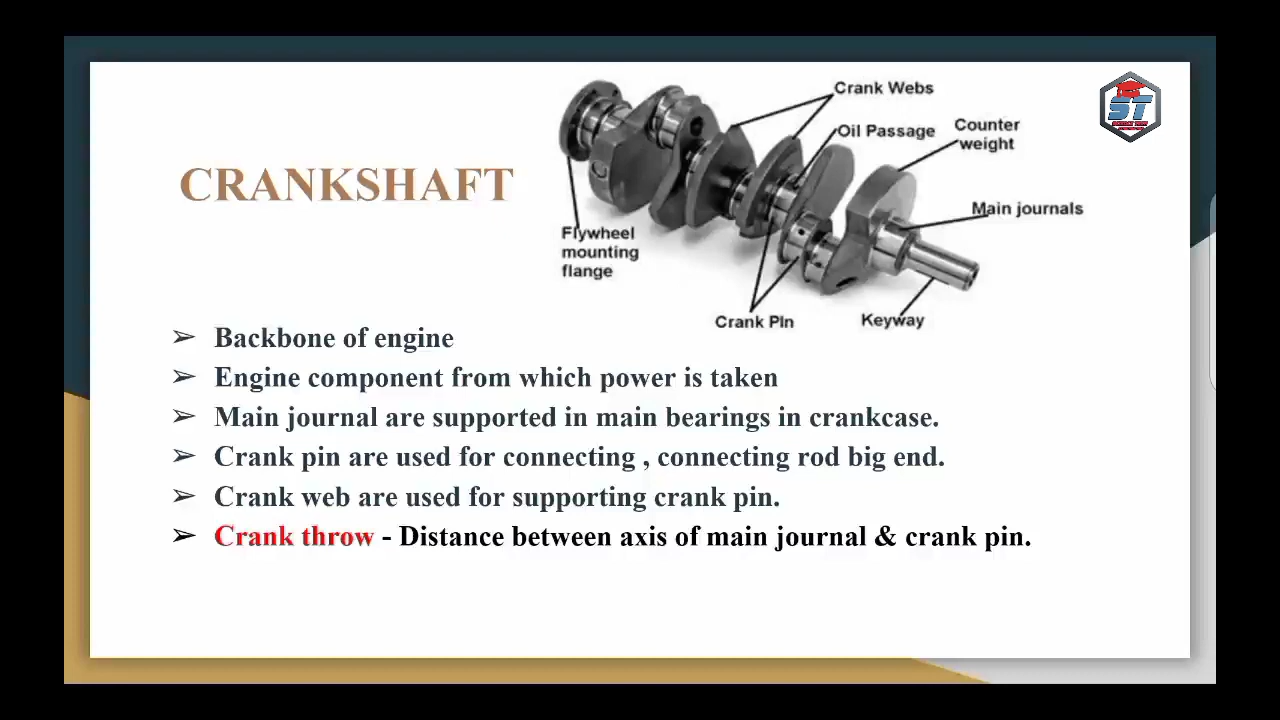 CRANKSHAFT
Crank Webs
Oil Passage
Counter
weight
Main journals
Flywheel
mounting
flange
Crank PIn
Keyway
ST
➢ Backbone of engine
➢ Engine component from which power is taken
➢ Main journal are supported in main bearings in crankcase.
➢ Crank pin are used for connecting , connecting rod big end.
➢ Crank web are used for supporting crank pin.
➢ Crank throw - Distance between axis of main journal & crank pin.